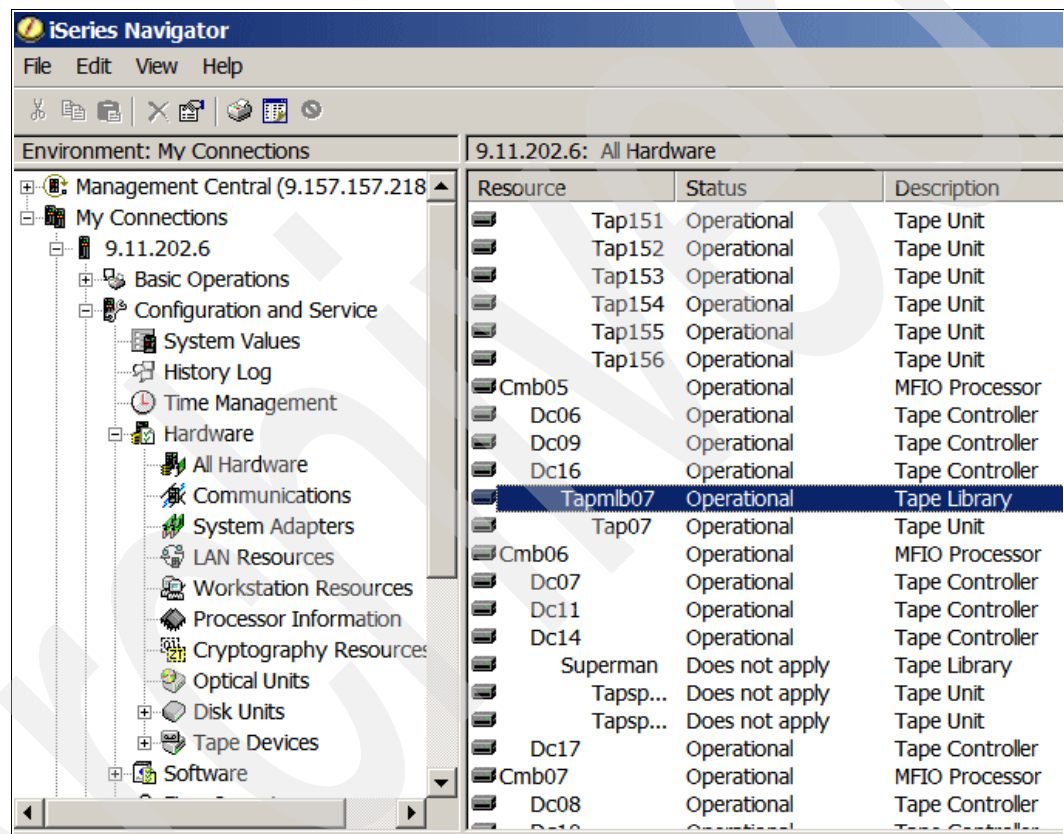 iSeries Navigator
File Edit View Help
Environment: My Connections
9.11.202.6: All Hardware
Management Central (9.157.157.218
My Connections
9.11.202.6
Basic Operations
Configuration and Service
System Values
History Log
Time Management
Hardware
All Hardware
Communications
System Adapters
LAN Resources
Workstation Resources
Processor Information
Cryptography Resources
Optical Units
Disk Units
Tape Devices
Software
Resource Status Description
Tap151 Operational Tape Unit
Tap152 Operational Tape Unit
Tap153 Operational Tape Unit
Tap154 Operational Tape Unit
Tap155 Operational Tape Unit
Tap156 Operational Tape Unit
Cmb05 Operational MFIO Processor
Dc06 Operational Tape Controller
Dc09 Operational Tape Controller
Dc16 Operational Tape Controller
Tapmlb07 Operational Tape Library
Tap07 Operational Tape Unit
Cmb06 Operational MFIO Processor
Dc07 Operational Tape Controller
Dc11 Operational Tape Controller
Dc14 Operational Tape Controller
Superman Does not apply Tape Library
Tapsp... Does not apply Tape Unit
Tapsp... Does not apply Tape Unit
Dc17 Operational Tape Controller
Cmb07 Operational MFIO Processor
Dc08 Operational Tape Controller